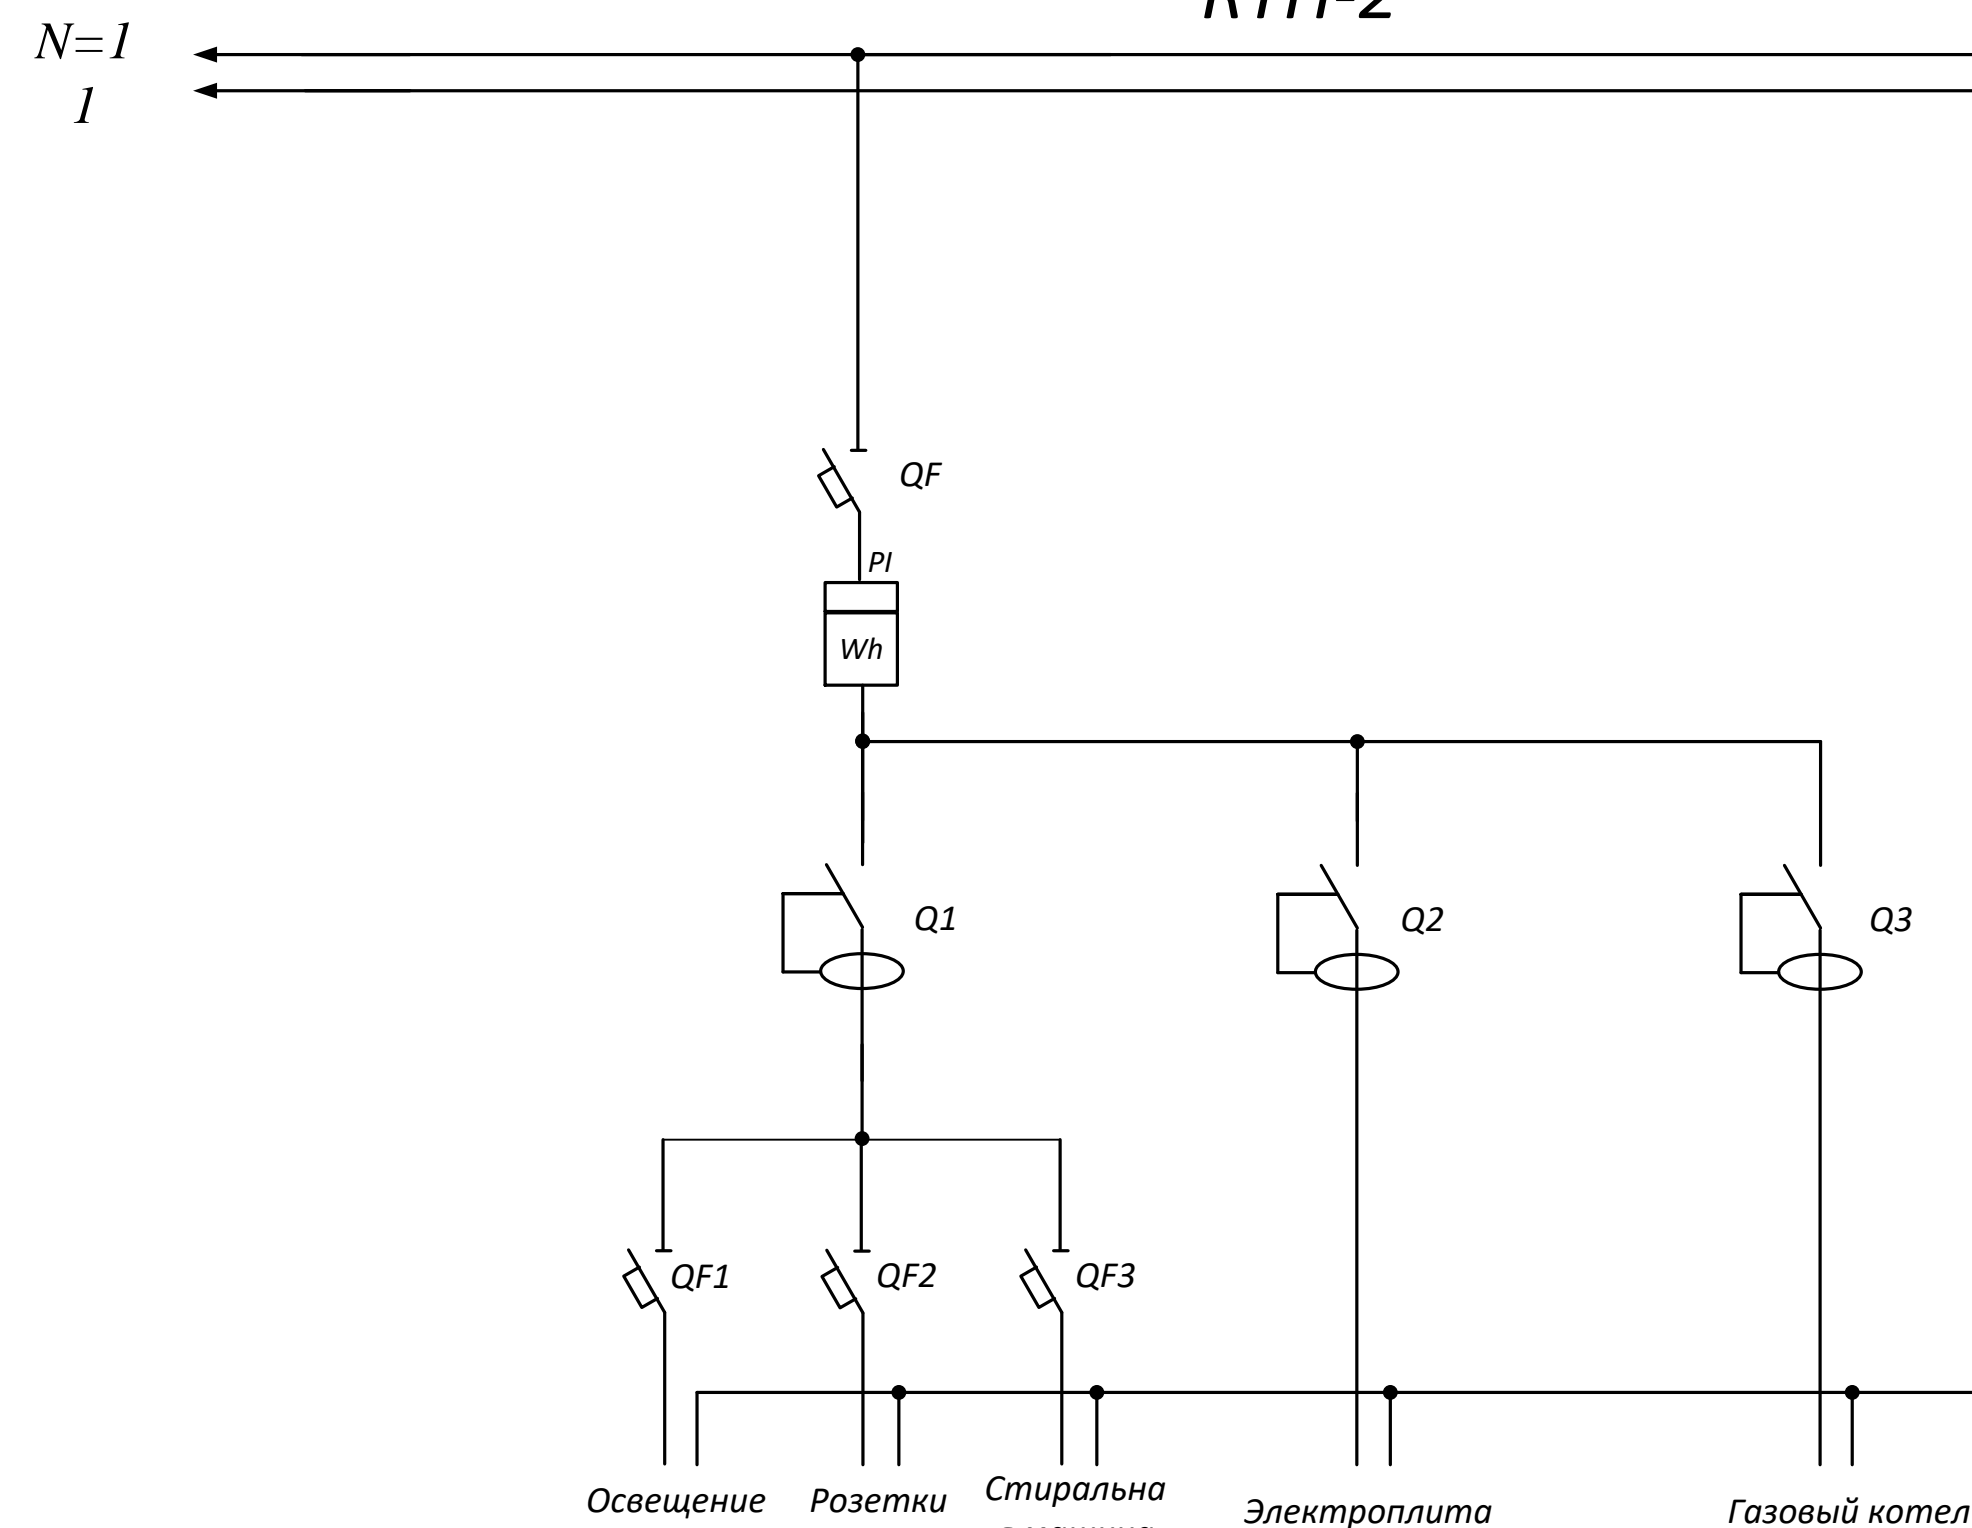 КТП-2
N=1
1
QF
PI
Wh
Q1
Q2
Q3
QF1
QF2
QF3
Освещение
Розетки
Стиральна
Электроплита
Газовый котел